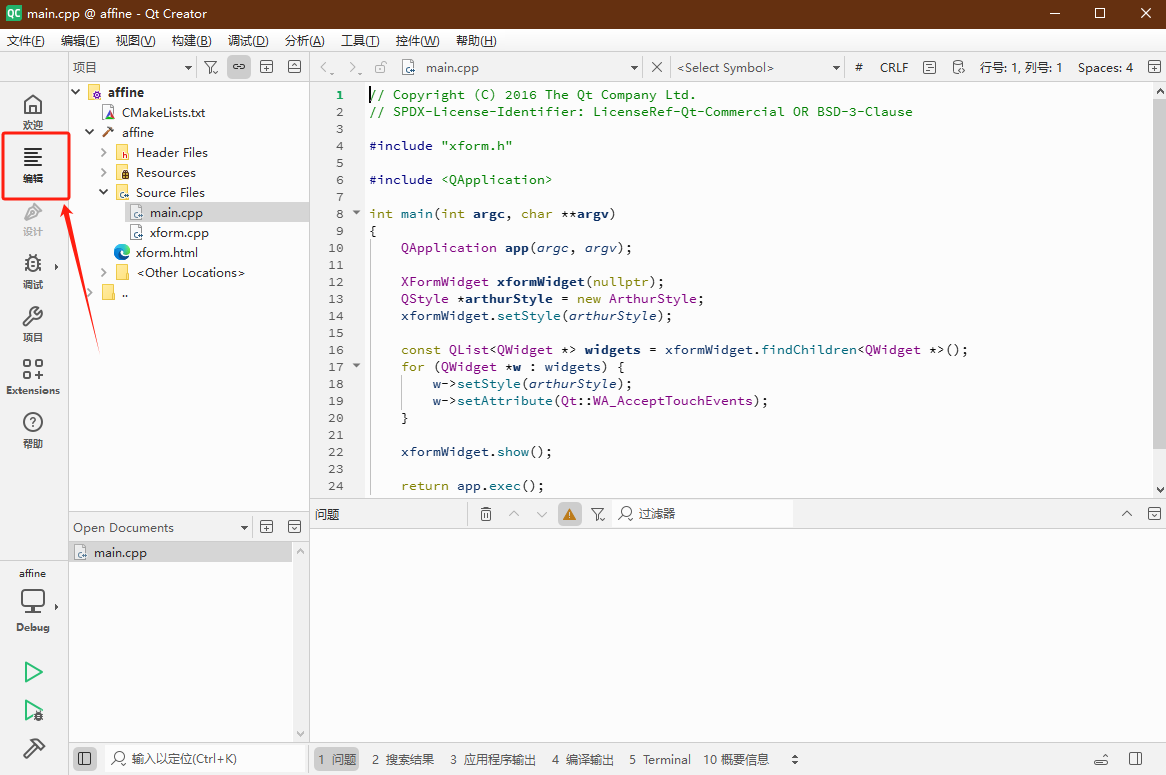 QC main.cpp @ affine - Qt Creator
文件(F) 编辑(E) 视图(V) 构建(B) 调试(D) 分析(A) 工具(T) 控件(W) 帮助(H)
项目
main.cpp <Select Symbol> # CRLF 行号: 1, 列号: 1 Spaces: 4
欢迎
编辑
设计
调试
项目
Extensions
帮助
affine
CMakeLists.txt
affine
Header Files
Resources
Source Files
main.cpp
xform.cpp
xform.html
<Other Locations>
..
1 // Copyright (C) 2016 The Qt Company Ltd.
2 // SPDX-License-Identifier: LicenseRef-Qt-Commercial OR BSD-3-Clause
3
4 #include "xform.h"
5
6 #include <QApplication>
7
8 int main(int argc, char **argv)
9 {
10 QApplication app(argc, argv);
11
12 XFormWidget xformWidget(nullptr);
13 QStyle *arthurStyle = new ArthurStyle;
14 xformWidget.setStyle(arthurStyle);
15
16 const QList<QWidget *> widgets = xformWidget.findChildren<QWidget *>();
17 for (QWidget *w : widgets) {
18 w->setStyle(arthurStyle);
19 w->setAttribute(Qt::WA_AcceptTouchEvents);
20 }
21
22 xformWidget.show();
23
24 return app.exec();
Open Documents
main.cpp
问题 过滤器
affine
Debug
输入以定位(Ctrl+K)
1 问题 2 搜索结果 3 应用程序输出 4 编译输出 5 Terminal 10 概要信息